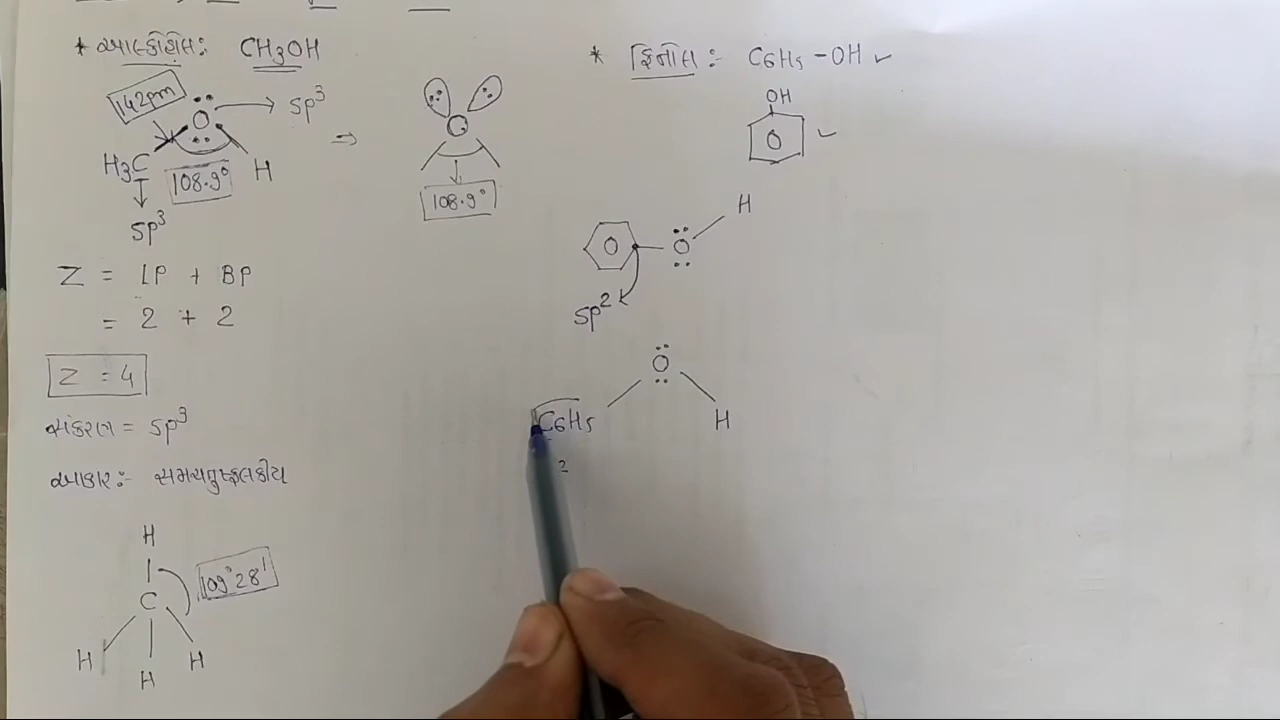 * આલ્કોહોલ: CH3OH
142pm
O
sp³
H3C
108.9°
H
sp³
⇒
O
108.9°
Z = lP + BP
= 2 + 2
Z = 4
સંકરણ = sp³
આકાર:- સમચતુષ્ફલકીય
H
109°28'
C
H
H
H
* ફિનોલ :- C6H5 - OH ✓
OH
✓
H
O
sp²
O
C6H5
H
2